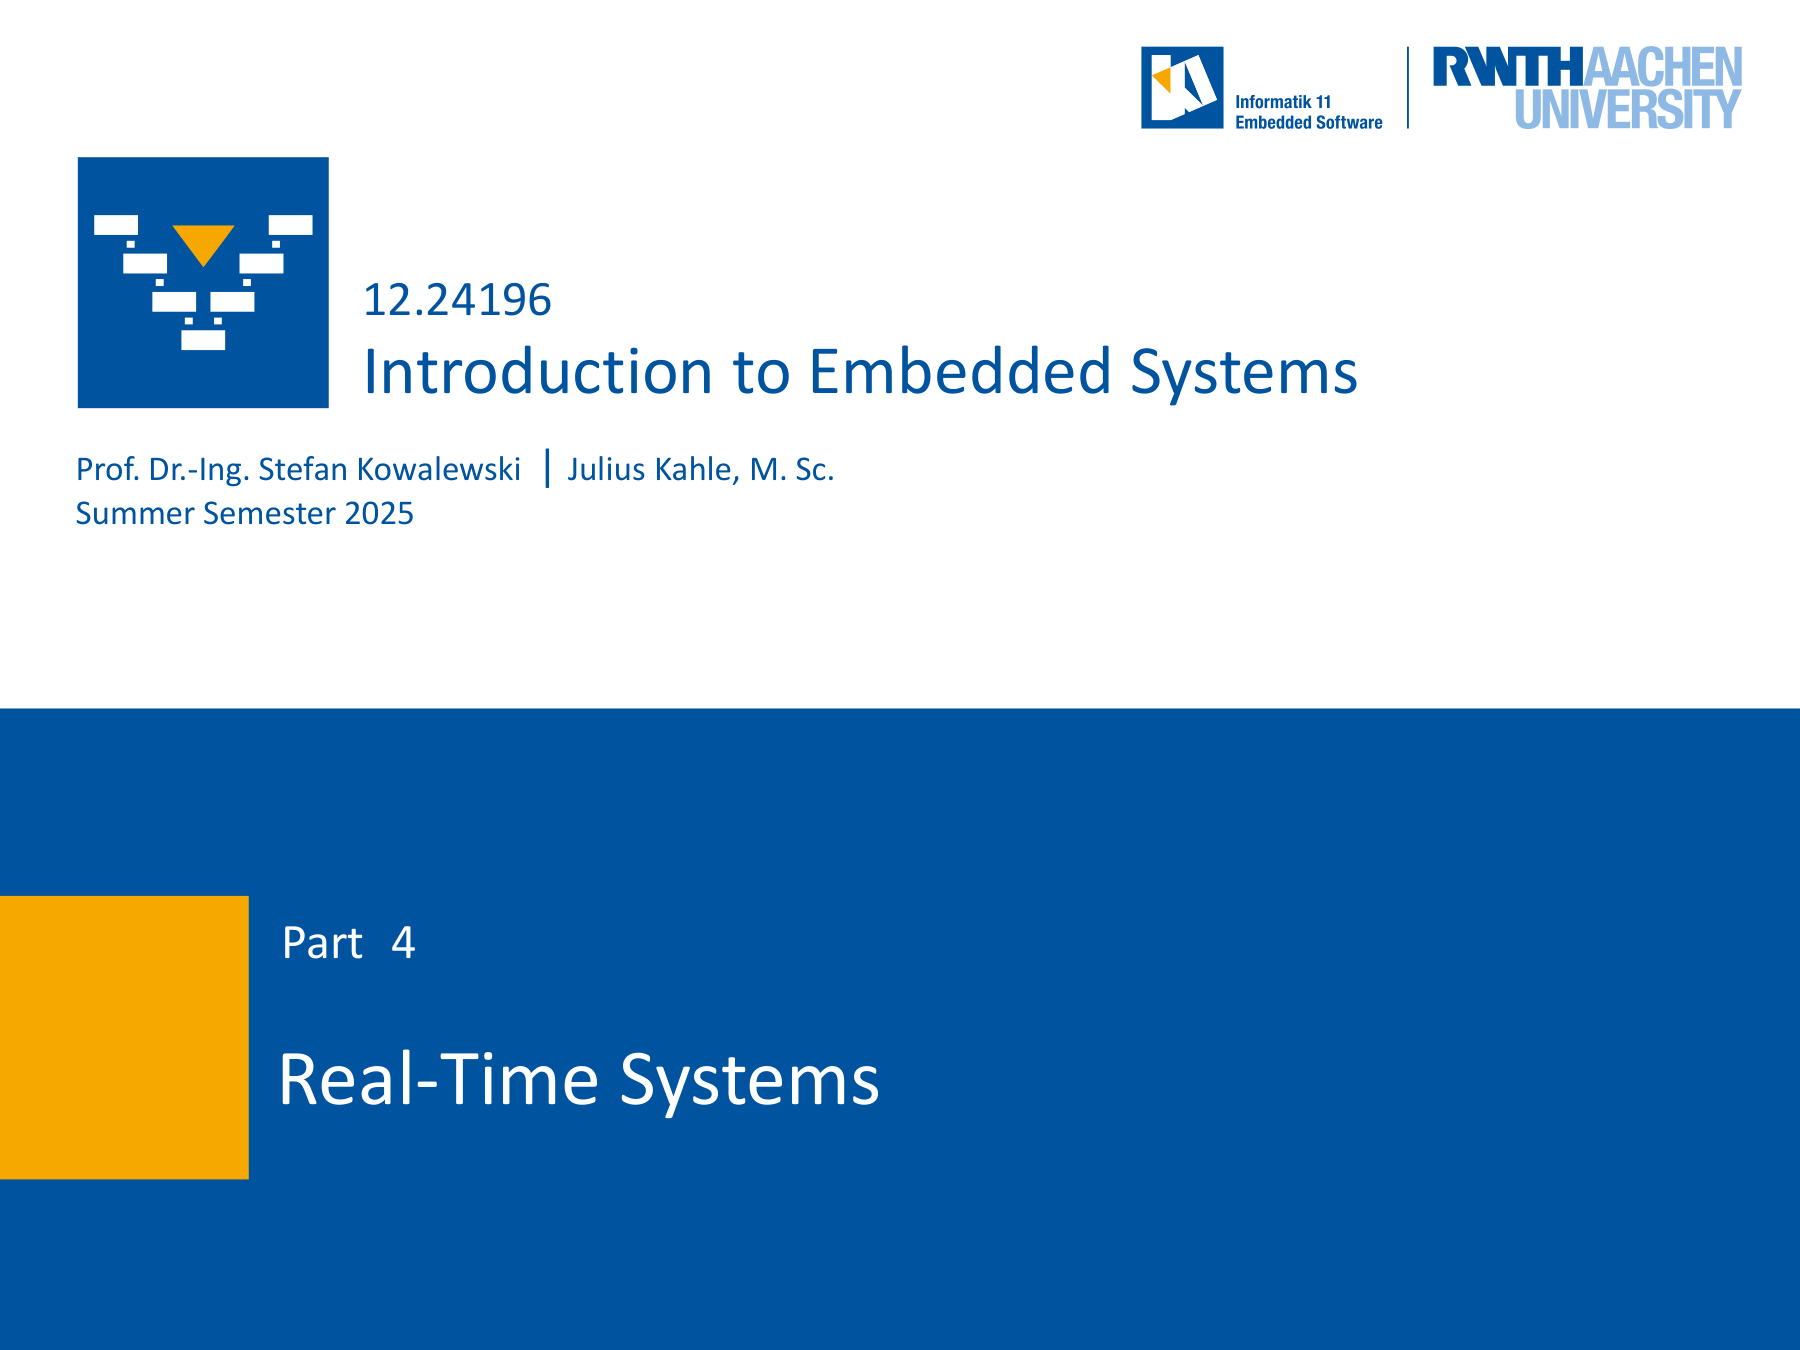 Informatik 11
Embedded Software
RWTHAACHEN
UNIVERSITY
12.24196
Introduction to Embedded Systems
Prof. Dr.-Ing. Stefan Kowalewski | Julius Kahle, M. Sc.
Summer Semester 2025
Part 4
Real-Time Systems